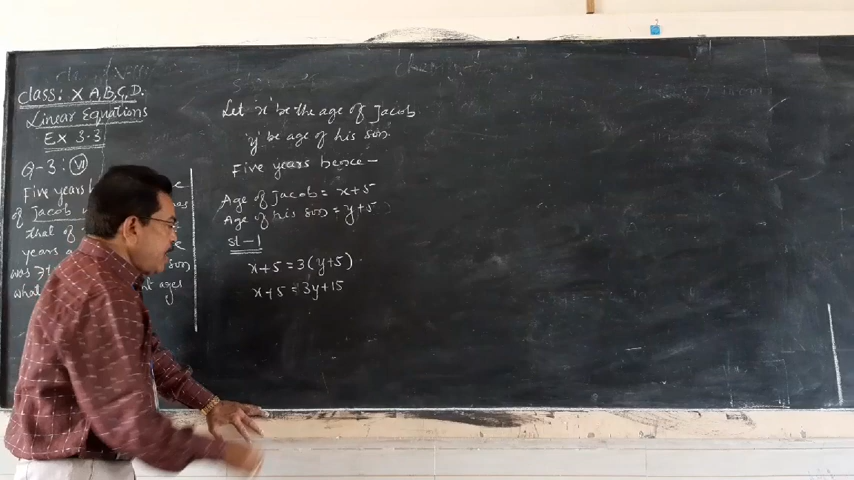 class: X A,B,C,D.
Linear Equations
Ex 3.3
Q-3: (vi)
Five years
of Jacob
that of
years
was 7t son
what ages
Let 'x' be the age of Jacob
'y' be age of his son.
Five years hence-
Age of Jacob = x+5
Age of his son = y+5
st-1
x+5 = 3(y+5)
x+5 = 3y+15